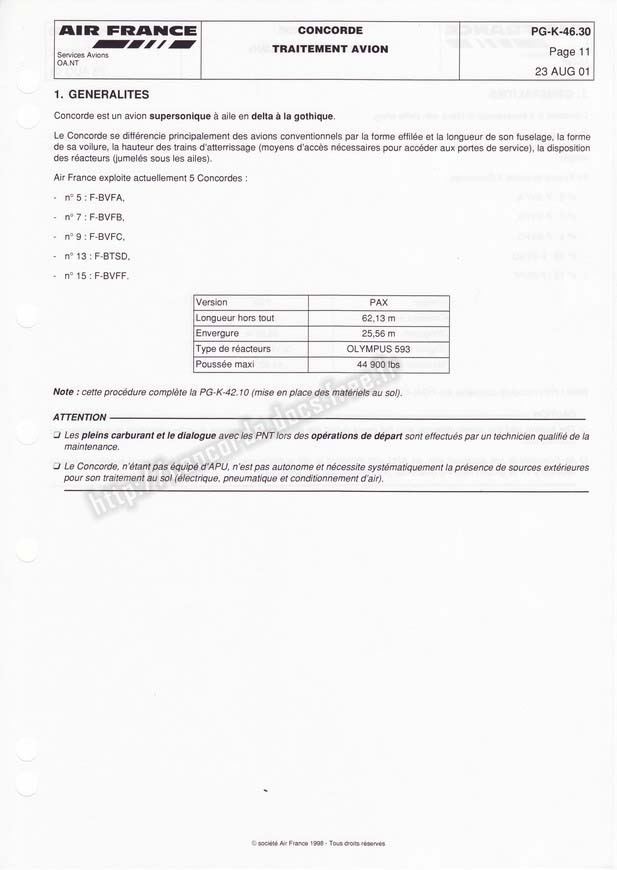 AIR FRANCE
Services Avions
OA.NT
CONCORDE
TRAITEMENT AVION
PG-K-46.30
Page 11
23 AUG 01
1. GENERALITES
Concorde est un avion supersonique à aile en delta à la gothique.
Le Concorde se différencie principalement des avions conventionnels par la forme effilée et la longueur de son fuselage, la forme
de sa voilure, la hauteur des trains d'atterrissage (moyens d'accès nécessaires pour accéder aux portes de service), la disposition
des réacteurs (jumelés sous les ailes).
Air France exploite actuellement 5 Concordes :
- n° 5 : F-BVFA,
- n° 7 : F-BVFB,
- n° 9 : F-BVFC,
- n° 13 : F-BTSD,
- n° 15 : F-BVFF.
Version PAX
Longueur hors tout 62,13 m
Envergure 25,56 m
Type de réacteurs OLYMPUS 593
Poussée maxi 44 900 lbs
Note : cette procédure complète la PG-K-42.10 (mise en place des matériels au sol).
ATTENTION
❑ Les pleins carburant et le dialogue avec les PNT lors des opérations de départ sont effectués par un technicien qualifié de la
maintenance.
❑ Le Concorde, n'étant pas équipé d'APU, n'est pas autonome et nécessite systématiquement la présence de sources extérieures
pour son traitement au sol (électrique, pneumatique et conditionnement d'air).
http://concorde.docs.free.fr
© société Air France 1998 - Tous droits réservés